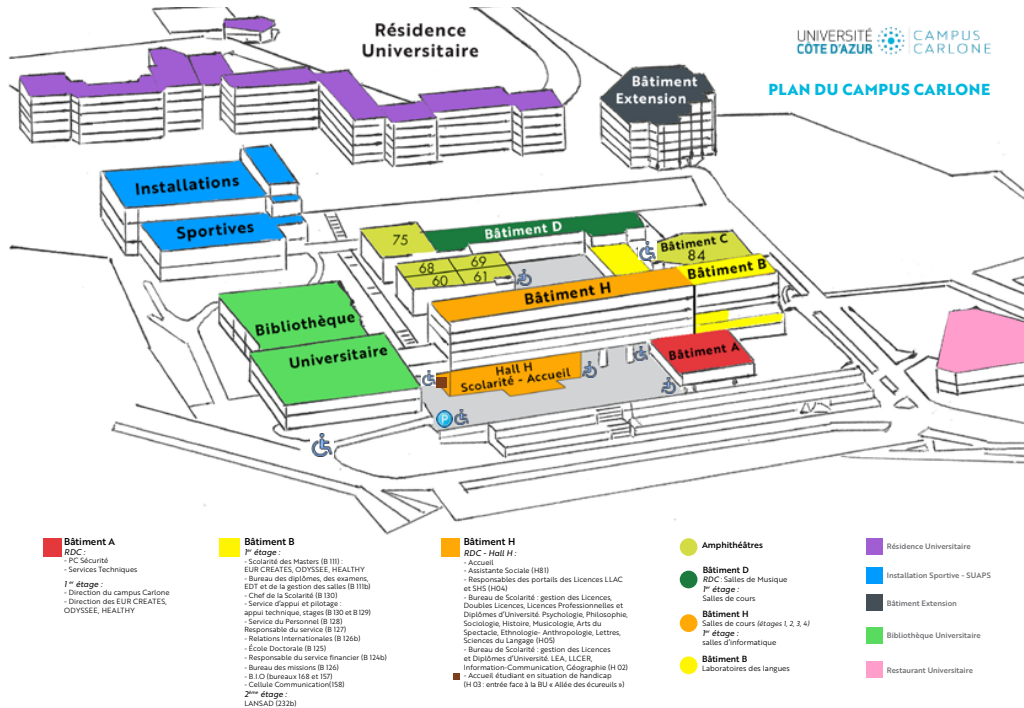 Résidence
Universitaire
UNIVERSITÉ
CÔTE D'AZUR
CAMPUS
CARLONE
PLAN DU CAMPUS CARLONE
Bâtiment
Extension
Installations
Sportives
75
Bâtiment D
68
69
60
61
Bâtiment C
84
Bâtiment B
Bâtiment H
Bibliothèque
Universitaire
Bâtiment A
Hall H
Scolarité - Accueil
P
Bâtiment A
RDC :
- PC Sécurité
- Services Techniques
1er étage :
- Direction du campus Carlone
- Direction des EUR CREATES,
ODYSSEE, HEALTHY
Bâtiment B
1er étage :
- Scolarité des Masters (B 111) :
EUR CREATES, ODYSSEE, HEALTHY
- Bureau des diplômes, des examens,
EDT et de la gestion des salles (B 111b)
- Chef de la Scolarité (B 130)
- Service d'appui et pilotage :
appui technique, stages (B 130 et B129)
- Service du Personnel (B 128)
Responsable du service (B 127)
- Relations Internationales (B 126b)
- École Doctorale (B 125)
- Responsable du service financier (B 124b)
- Bureau des missions (B 126)
- B.I.O (bureaux 168 et 157)
- Cellule Communication(158)
2ème étage :
LANSAD (232b)
Bâtiment H
RDC - Hall H :
- Accueil
- Assistante Sociale (H81)
- Responsables des portails des Licences LLAC
et SHS (H04)
- Bureau de Scolarité : gestion des Licences,
Doubles Licences, Licences Professionnelles et
Diplômes d'Université. Psychologie, Philosophie,
Sociologie, Histoire, Musicologie, Arts du
Spectacle, Ethnologie- Anthropologie, Lettres,
Sciences du Langage (H05)
- Bureau de Scolarité : gestion des Licences
et Diplômes d'Université. LEA, LLCER,
Information-Communication, Géographie (H 02)
- Accueil étudiant en situation de handicap
(H 03 : entrée face à la BU « Allée des écureuils »)
Amphithéâtres
Bâtiment D
RDC : Salles de Musique
1er étage :
Salles de cours
Bâtiment H
Salles de cours (étages 1, 2, 3, 4)
1er étage :
salles d'informatique
Bâtiment B
Laboratoires des langues
Résidence Universitaire
Installation Sportive - SUAPS
Bâtiment Extension
Bibliothèque Universitaire
Restaurant Universitaire